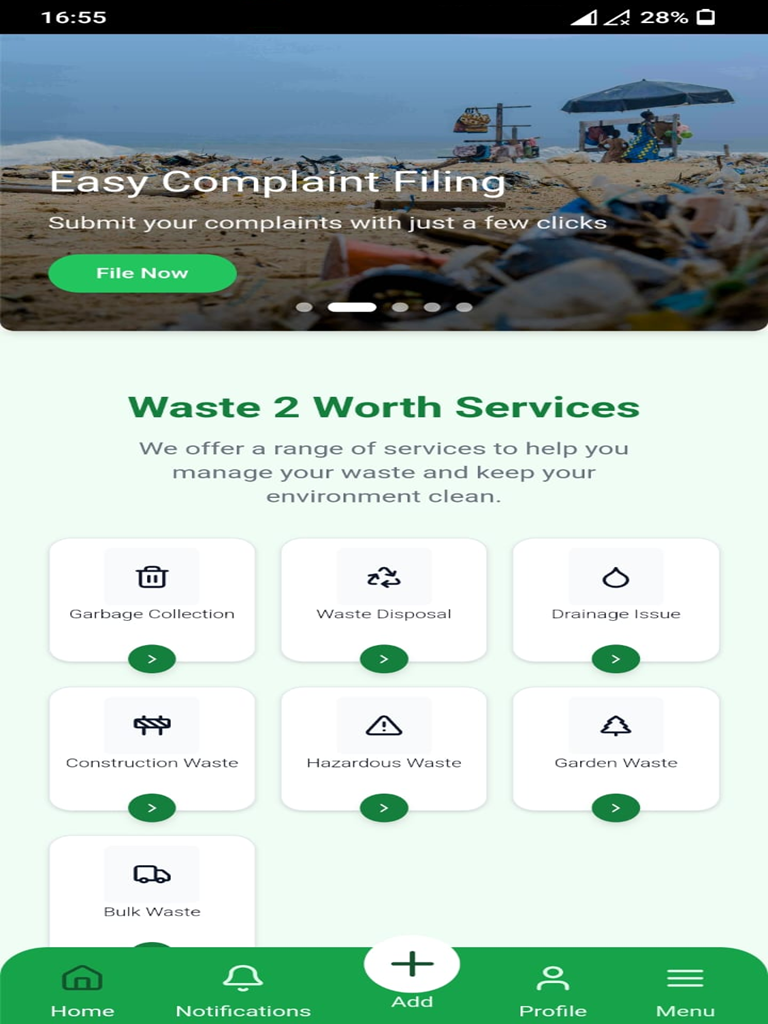 16:55
28%
Easy Complaint Filing
Submit your complaints with just a few clicks
File Now
Waste 2 Worth Services
We offer a range of services to help you
manage your waste and keep your
environment clean.
Garbage Collection
Waste Disposal
Drainage Issue
Construction Waste
Hazardous Waste
Garden Waste
Bulk Waste
Home
Notifications
Add
Profile
Menu